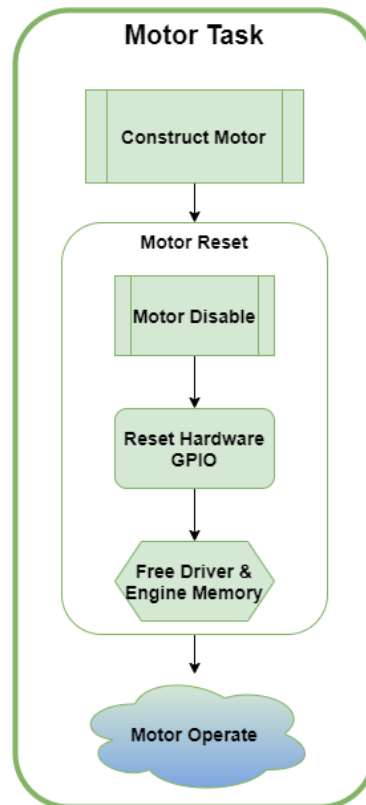 Motor Task
Construct Motor
Motor Reset
Motor Disable
Reset Hardware
GPIO
Free Driver &
Engine Memory
Motor Operate